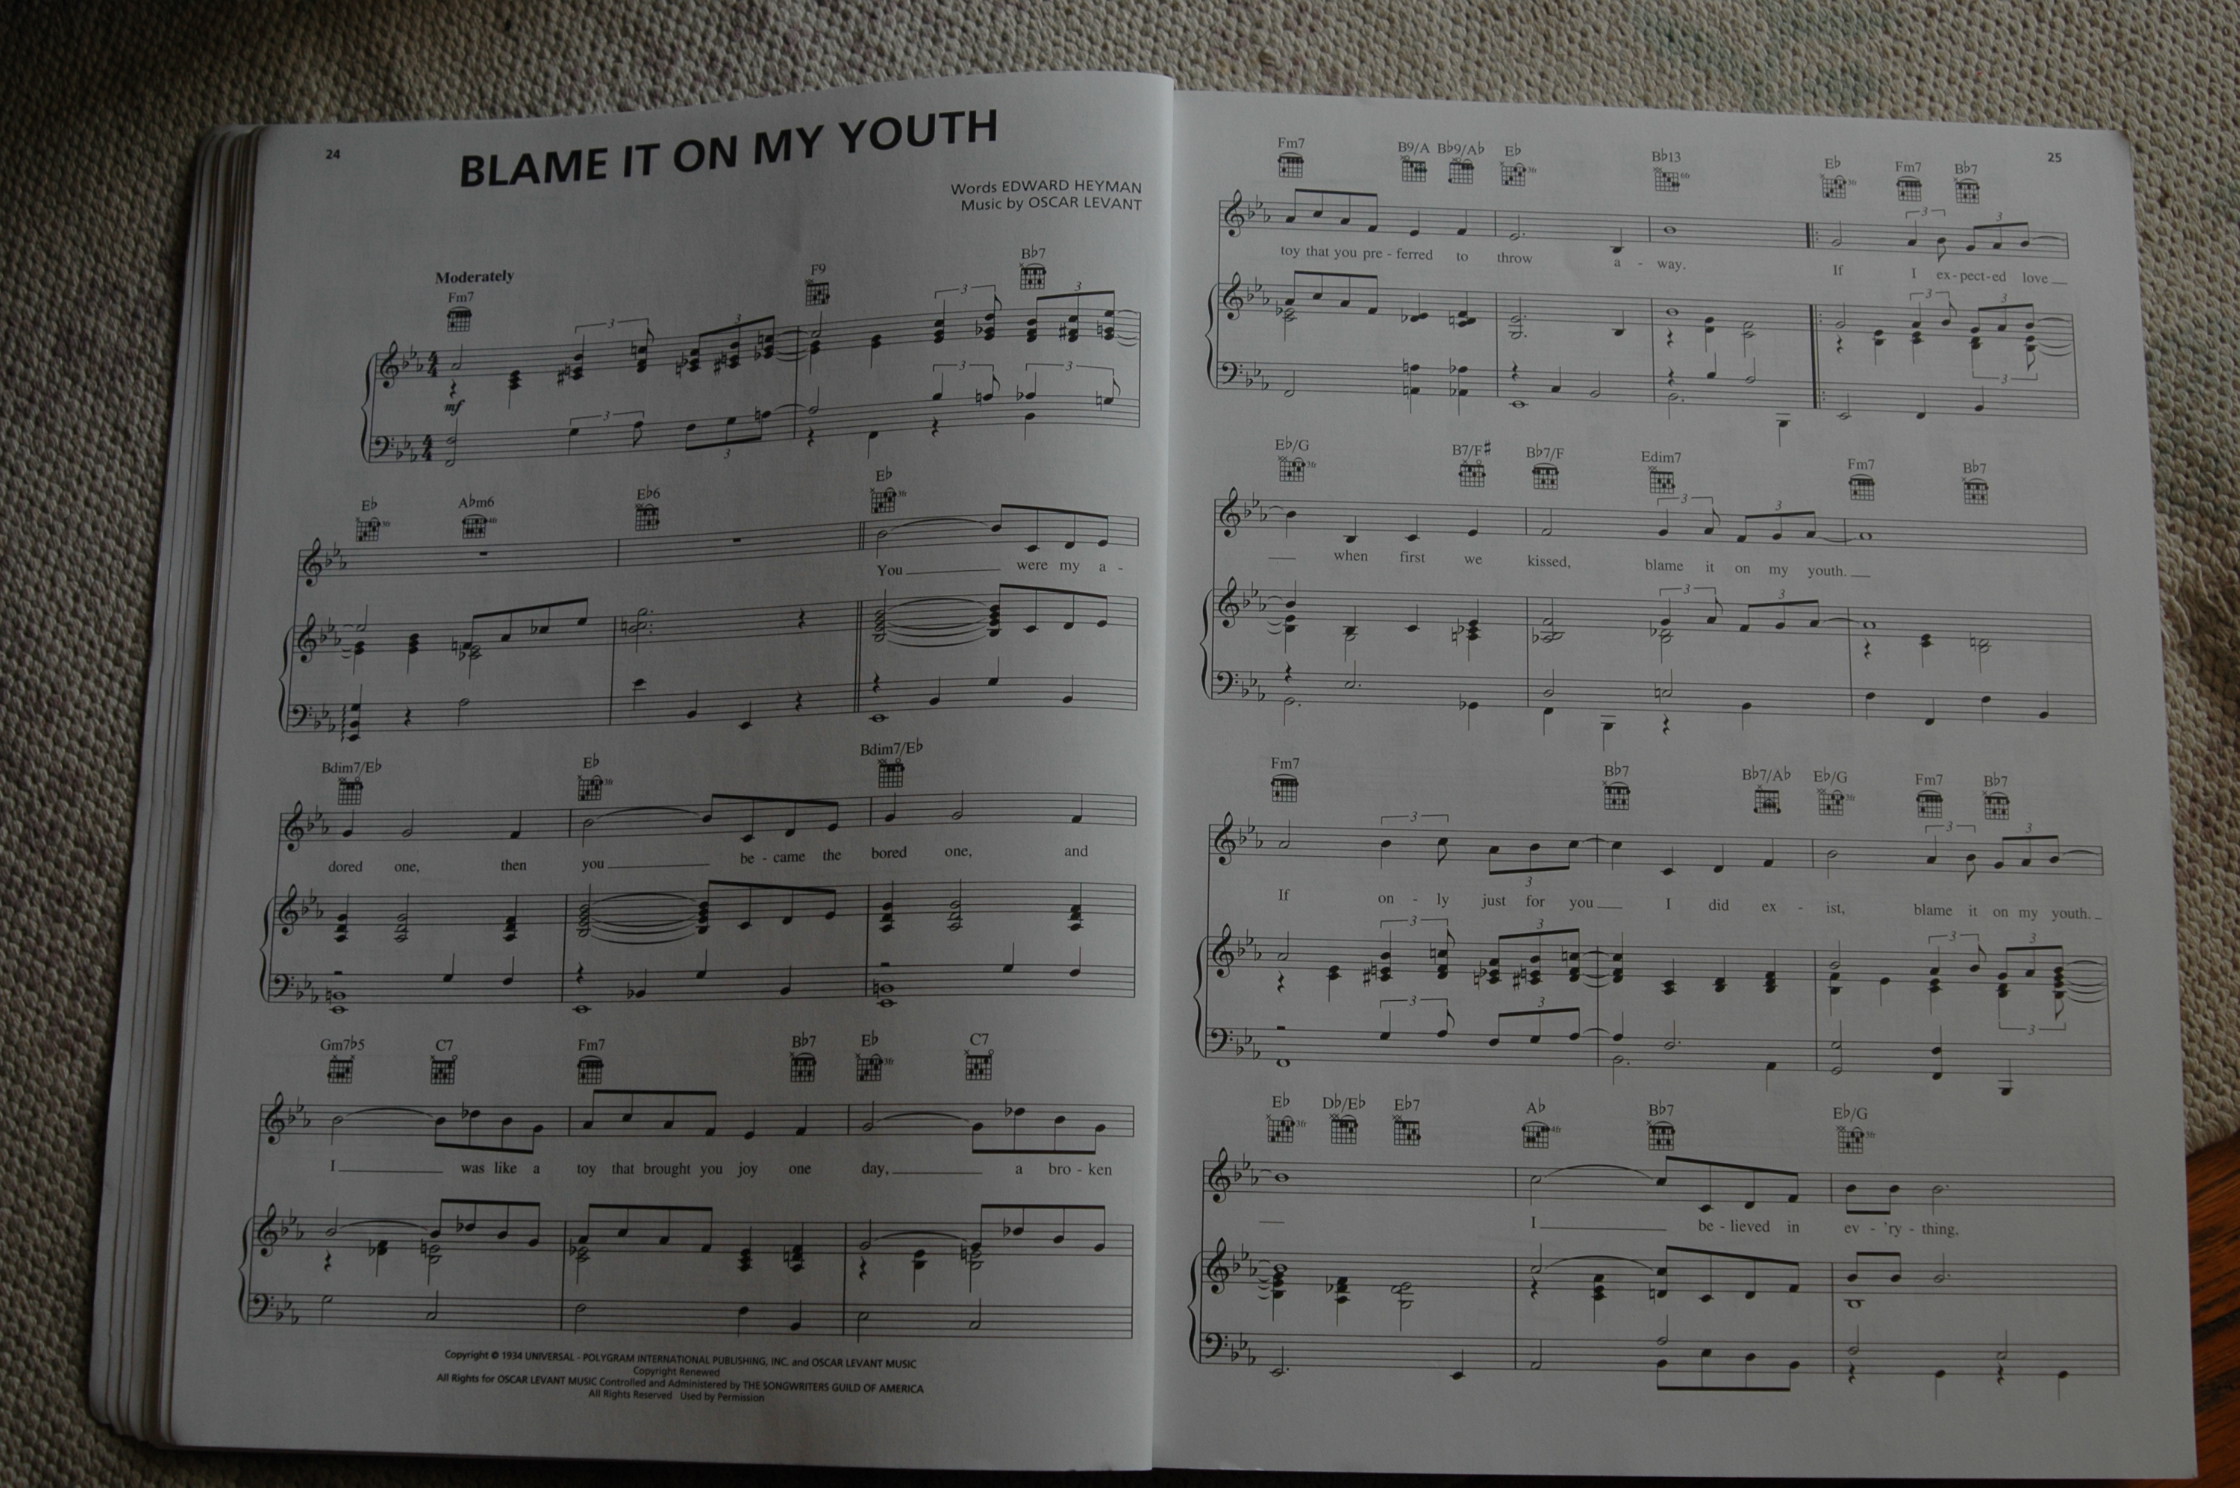 24
BLAME IT ON MY YOUTH
Words EDWARD HEYMAN
Music by OSCAR LEVANT
Moderately
Fm7 F9 B♭7
3fr
mf
E♭ A♭m6 E♭6 E♭
You were my a -
Bdim7/E♭ E♭ Bdim7/E♭
dored one, then you be - came the bored one, and
Gm7♭5 C7 Fm7 B♭7 E♭ C7
I was like a toy that brought you joy one day, a bro - ken
Copyright © 1934 UNIVERSAL - POLYGRAM INTERNATIONAL PUBLISHING, INC. and OSCAR LEVANT MUSIC
Copyright Renewed
All Rights for OSCAR LEVANT MUSIC Controlled and Administered by THE SONGWRITERS GUILD OF AMERICA
All Rights Reserved Used by Permission
25
Fm7 B9/A B♭9/A♭ E♭ B♭13 E♭ Fm7 B♭7
toy that you pre - ferred to throw a - way. If I ex - pect - ed love
E♭/G B7/F♯ B♭7/F Edim7 Fm7 B♭7
when first we kissed, blame it on my youth.
Fm7 B♭7 B♭7/A♭ E♭/G Fm7 B♭7
If on - ly just for you I did ex - ist, blame it on my youth.
E♭ D♭/E♭ E♭7 A♭ B♭7 E♭/G
I be - lieved in ev - 'ry - thing,